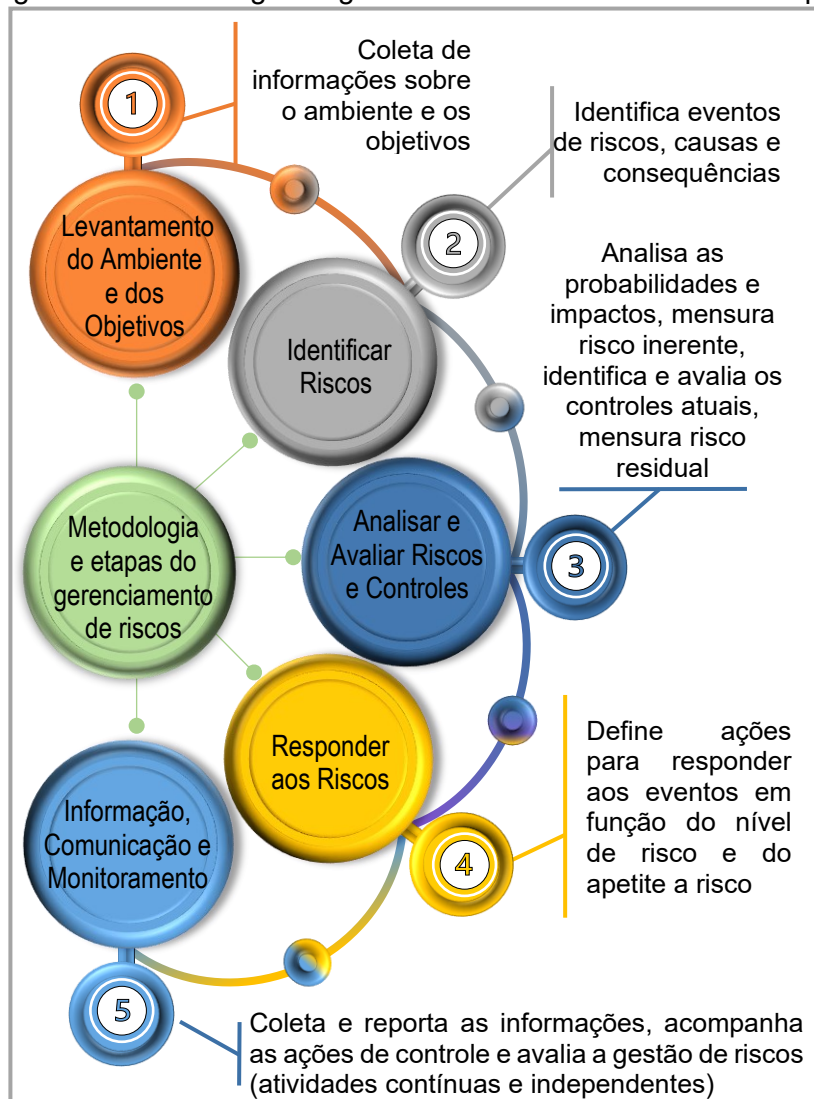 1
Coleta de
informações sobre
o ambiente e os
objetivos
Levantamento
do Ambiente
e dos
Objetivos
2
Identifica eventos
de riscos, causas e
consequências
Identificar
Riscos
Analisa as
probabilidades e
impactos, mensura
risco inerente,
identifica e avalia os
controles atuais,
mensura risco
residual
Metodologia
e etapas do
gerenciamento
de riscos
Analisar e
Avaliar Riscos
e Controles
3
Responder
aos Riscos
4
Define ações
para responder
aos eventos em
função do nível
de risco e do
apetite a risco
Informação,
Comunicação e
Monitoramento
5
Coleta e reporta as informações, acompanha
as ações de controle e avalia a gestão de riscos
(atividades contínuas e independentes)